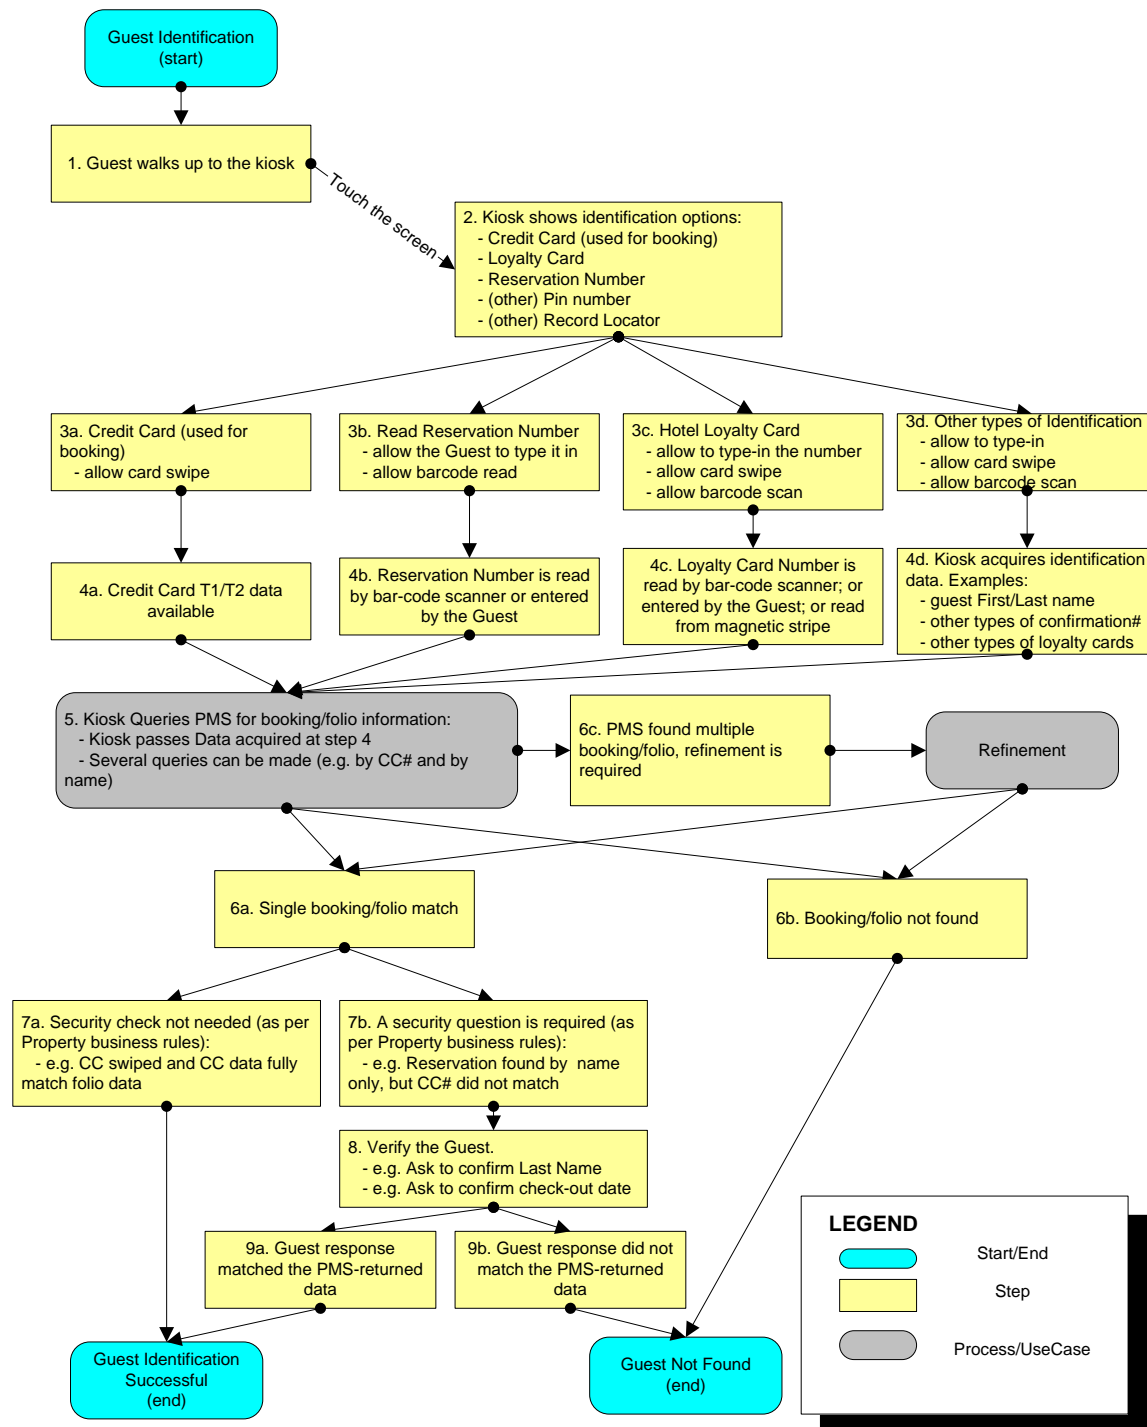 Guest Identification
(start)
1. Guest walks up to the kiosk
Touch the screen
2. Kiosk shows identification options:
- Credit Card (used for booking)
- Loyalty Card
- Reservation Number
- (other) Pin number
- (other) Record Locator
3a. Credit Card (used for
booking)
- allow card swipe
3b. Read Reservation Number
- allow the Guest to type it in
- allow barcode read
3c. Hotel Loyalty Card
- allow to type-in the number
- allow card swipe
- allow barcode scan
3d. Other types of Identification
- allow to type-in
- allow card swipe
- allow barcode scan
4a. Credit Card T1/T2 data
available
4b. Reservation Number is read
by bar-code scanner or entered
by the Guest
4c. Loyalty Card Number is
read by bar-code scanner; or
entered by the Guest; or read
from magnetic stripe
4d. Kiosk acquires identification
data. Examples:
- guest First/Last name
- other types of confirmation#
- other types of loyalty cards
5. Kiosk Queries PMS for booking/folio information:
- Kiosk passes Data acquired at step 4
- Several queries can be made (e.g. by CC# and by
name)
6c. PMS found multiple
booking/folio, refinement is
required
Refinement
6a. Single booking/folio match
6b. Booking/folio not found
7a. Security check not needed (as per
Property business rules):
- e.g. CC swiped and CC data fully
match folio data
7b. A security question is required (as
per Property business rules):
- e.g. Reservation found by name
only, but CC# did not match
8. Verify the Guest.
- e.g. Ask to confirm Last Name
- e.g. Ask to confirm check-out date
9a. Guest response
matched the PMS-returned
data
9b. Guest response did not
match the PMS-returned
data
Guest Identification
Successful
(end)
Guest Not Found
(end)
LEGEND
Start/End
Step
Process/UseCase